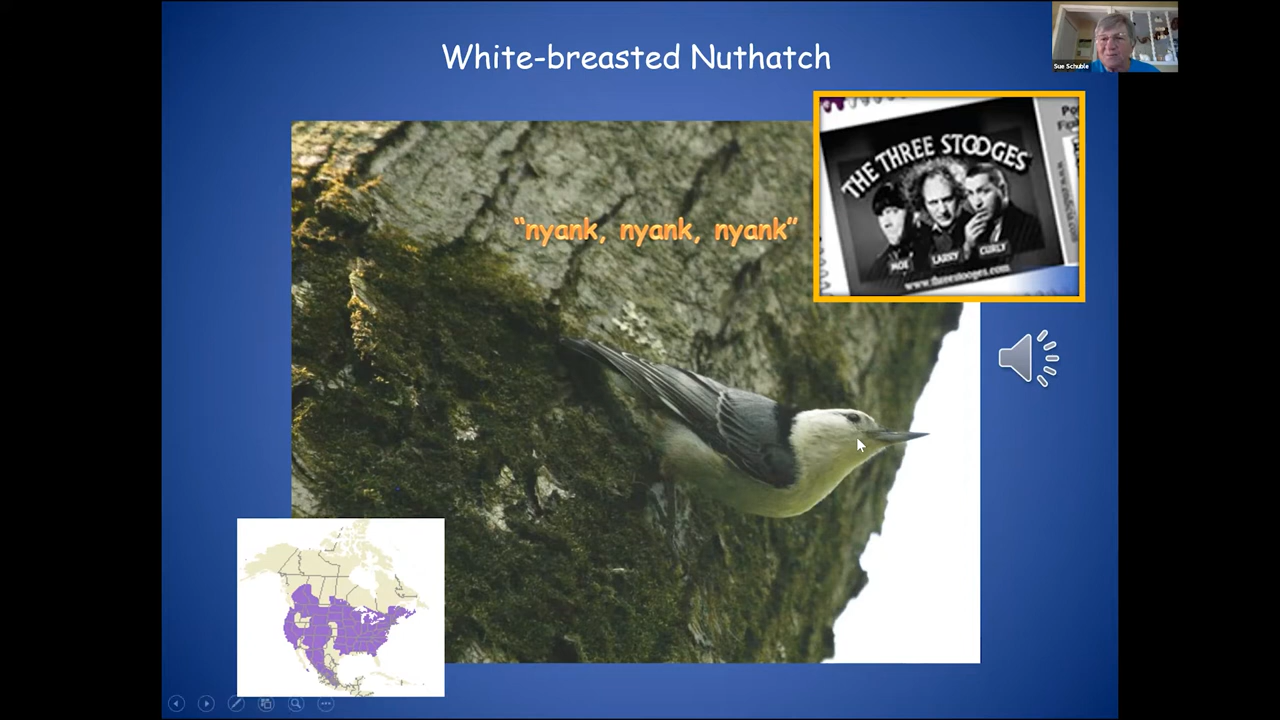 White-breasted Nuthatch
Sue Schuble
"nyank, nyank, nyank"
THE THREE STOOGES
MOE
LARRY
CURLY
www.threestooges.com